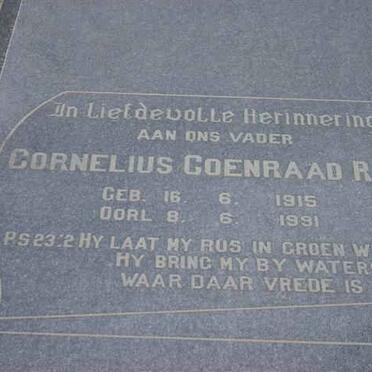 In Liefdevolle Herinnering
AAN ONS VADER
CORNELIUS COENRAAD R
GEB. 16. 6. 1915
OORL 8. 6. 1991
PS 23:2 HY LAAT MY RUS IN GROEN W
HY BRING MY BY WATERS
WAAR DAAR VREDE IS